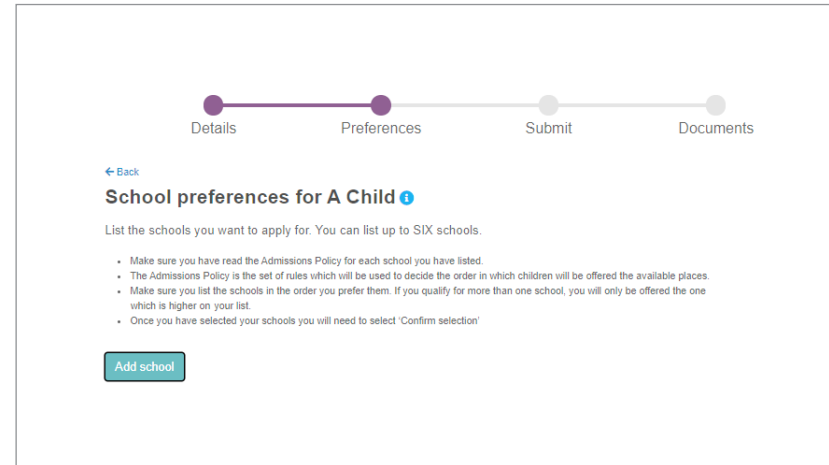 Details Preferences Submit Documents
← Back
School preferences for A Child
List the schools you want to apply for. You can list up to SIX schools.
• Make sure you have read the Admissions Policy for each school you have listed.
• The Admissions Policy is the set of rules which will be used to decide the order in which children will be offered the available places.
• Make sure you list the schools in the order you prefer them. If you qualify for more than one school, you will only be offered the one
which is higher on your list.
• Once you have selected your schools you will need to select 'Confirm selection'
Add school